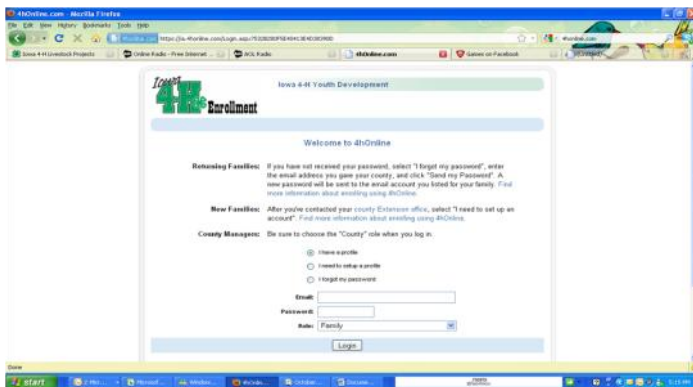 4hOnline.com - Mozilla Firefox
File Edit View History Bookmarks Tools Help
4hOnline.com
Iowa 4-H Livestock Projects
Online Radio - Free Internet ...
AOL Radio
4hOnline.com
Games on Facebook
Iowa
4-H
Enrollment
Iowa 4-H Youth Development
Welcome to 4hOnline
Returning Families: If you have not received your password, select "I forgot my password", enter
the email address you gave your county, and click "Send my Password". A
new password will be sent to the email account you listed for your family. Find
more information about enrolling using 4hOnline.
New Families: After you've contacted your county Extension office, select "I need to set up an
account". Find more information about enrolling using 4hOnline.
County Managers: Be sure to choose the "County" role when you log in.
I have a profile
I need to setup a profile
I forgot my password
Email:
Password:
Role: Family
Login
Done
start